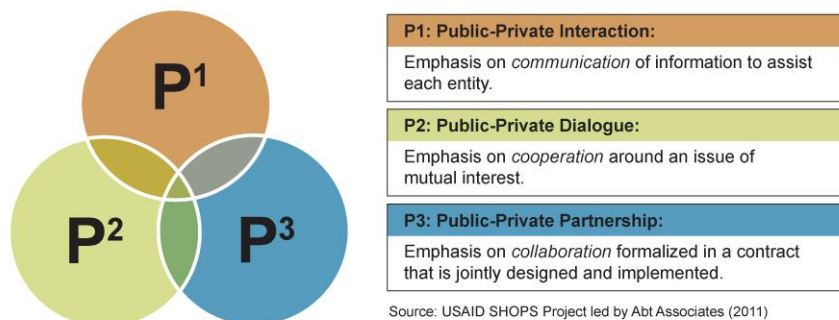 P1
P2
P3
P1: Public-Private Interaction:
Emphasis on communication of information to assist
each entity.
P2: Public-Private Dialogue:
Emphasis on cooperation around an issue of
mutual interest.
P3: Public-Private Partnership:
Emphasis on collaboration formalized in a contract
that is jointly designed and implemented.
Source: USAID SHOPS Project led by Abt Associates (2011)